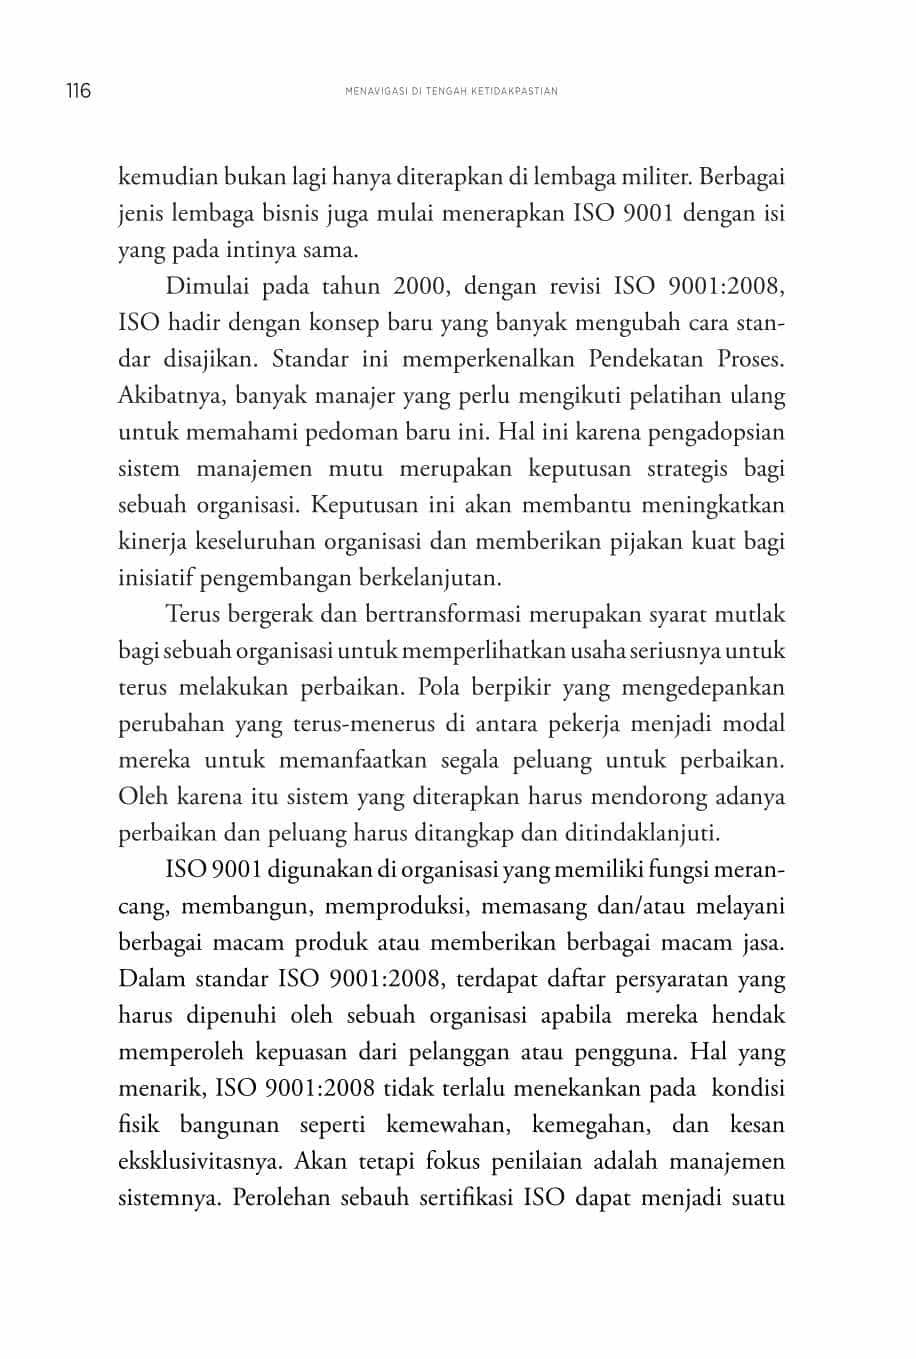 116
MENAVIGASI DI TENGAH KETIDAKPASTIAN
kemudian bukan lagi hanya diterapkan di lembaga militer. Berbagai
jenis lembaga bisnis juga mulai menerapkan ISO 9001 dengan isi
yang pada intinya sama.
Dimulai pada tahun 2000, dengan revisi ISO 9001:2008,
ISO hadir dengan konsep baru yang banyak mengubah cara stan-
dar disajikan. Standar ini memperkenalkan Pendekatan Proses.
Akibatnya, banyak manajer yang perlu mengikuti pelatihan ulang
untuk memahami pedoman baru ini. Hal ini karena pengadopsian
sistem manajemen mutu merupakan keputusan strategis bagi
sebuah organisasi. Keputusan ini akan membantu meningkatkan
kinerja keseluruhan organisasi dan memberikan pijakan kuat bagi
inisiatif pengembangan berkelanjutan.
Terus bergerak dan bertransformasi merupakan syarat mutlak
bagi sebuah organisasi untuk memperlihatkan usaha seriusnya untuk
terus melakukan perbaikan. Pola berpikir yang mengedepankan
perubahan yang terus-menerus di antara pekerja menjadi modal
mereka untuk memanfaatkan segala peluang untuk perbaikan.
Oleh karena itu sistem yang diterapkan harus mendorong adanya
perbaikan dan peluang harus ditangkap dan ditindaklanjuti.
ISO 9001 digunakan di organisasi yang memiliki fungsi meran-
cang, membangun, memproduksi, memasang dan/atau melayani
berbagai macam produk atau memberikan berbagai macam jasa.
Dalam standar ISO 9001:2008, terdapat daftar persyaratan yang
harus dipenuhi oleh sebuah organisasi apabila mereka hendak
memperoleh kepuasan dari pelanggan atau pengguna. Hal yang
menarik, ISO 9001:2008 tidak terlalu menekankan pada kondisi
fisik bangunan seperti kemewahan, kemegahan, dan kesan
eksklusivitasnya. Akan tetapi fokus penilaian adalah manajemen
sistemnya. Perolehan sebauh sertifikasi ISO dapat menjadi suatu